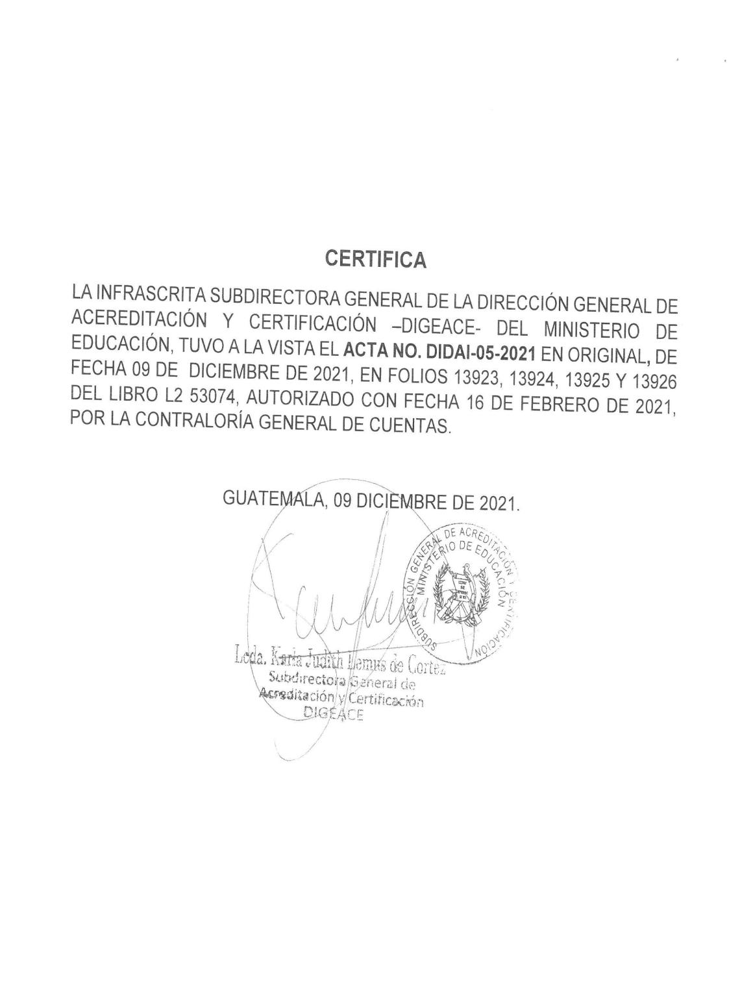 CERTIFICA
LA INFRASCRITA SUBDIRECTORA GENERAL DE LA DIRECCIÓN GENERAL DE
ACEREDITACIÓN Y CERTIFICACIÓN –DIGEACE- DEL MINISTERIO DE
EDUCACIÓN, TUVO A LA VISTA EL ACTA NO. DIDAI-05-2021 EN ORIGINAL, DE
FECHA 09 DE DICIEMBRE DE 2021, EN FOLIOS 13923, 13924, 13925 Y 13926
DEL LIBRO L2 53074, AUTORIZADO CON FECHA 16 DE FEBRERO DE 2021,
POR LA CONTRALORÍA GENERAL DE CUENTAS.
GUATEMALA, 09 DICIEMBRE DE 2021.
SUBDIRECCIÓN GENERAL DE ACREDITACIÓN Y CERTIFICACIÓN
MINISTERIO DE EDUCACIÓN
Lcda. Karla Judith Lemus de Cortez
Subdirectora General de
Acreditación y Certificación
DIGEACE